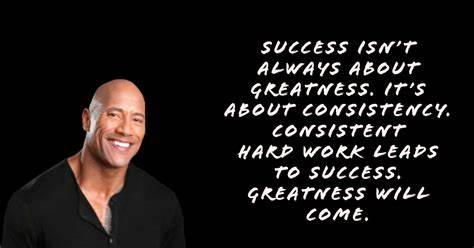 SUCCESS ISN'T
ALWAYS ABOUT
GREATNESS. IT'S
ABOUT CONSISTENCY.
CONSISTENT
HARD WORK LEADS
TO SUCCESS.
GREATNESS WILL
COME.